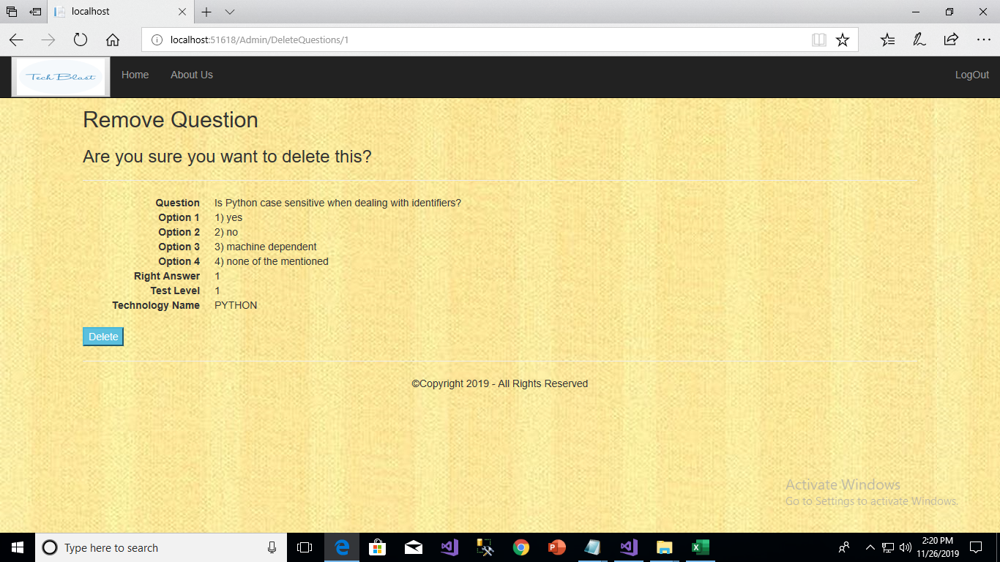 localhost
localhost:51618/Admin/DeleteQuestions/1
Tech Blast
Home
About Us
LogOut
Remove Question
Are you sure you want to delete this?
Question Is Python case sensitive when dealing with identifiers?
Option 1 1) yes
Option 2 2) no
Option 3 3) machine dependent
Option 4 4) none of the mentioned
Right Answer 1
Test Level 1
Technology Name PYTHON
Delete
©Copyright 2019 - All Rights Reserved
Activate Windows
Go to Settings to activate Windows.
Type here to search
2:20 PM
11/26/2019